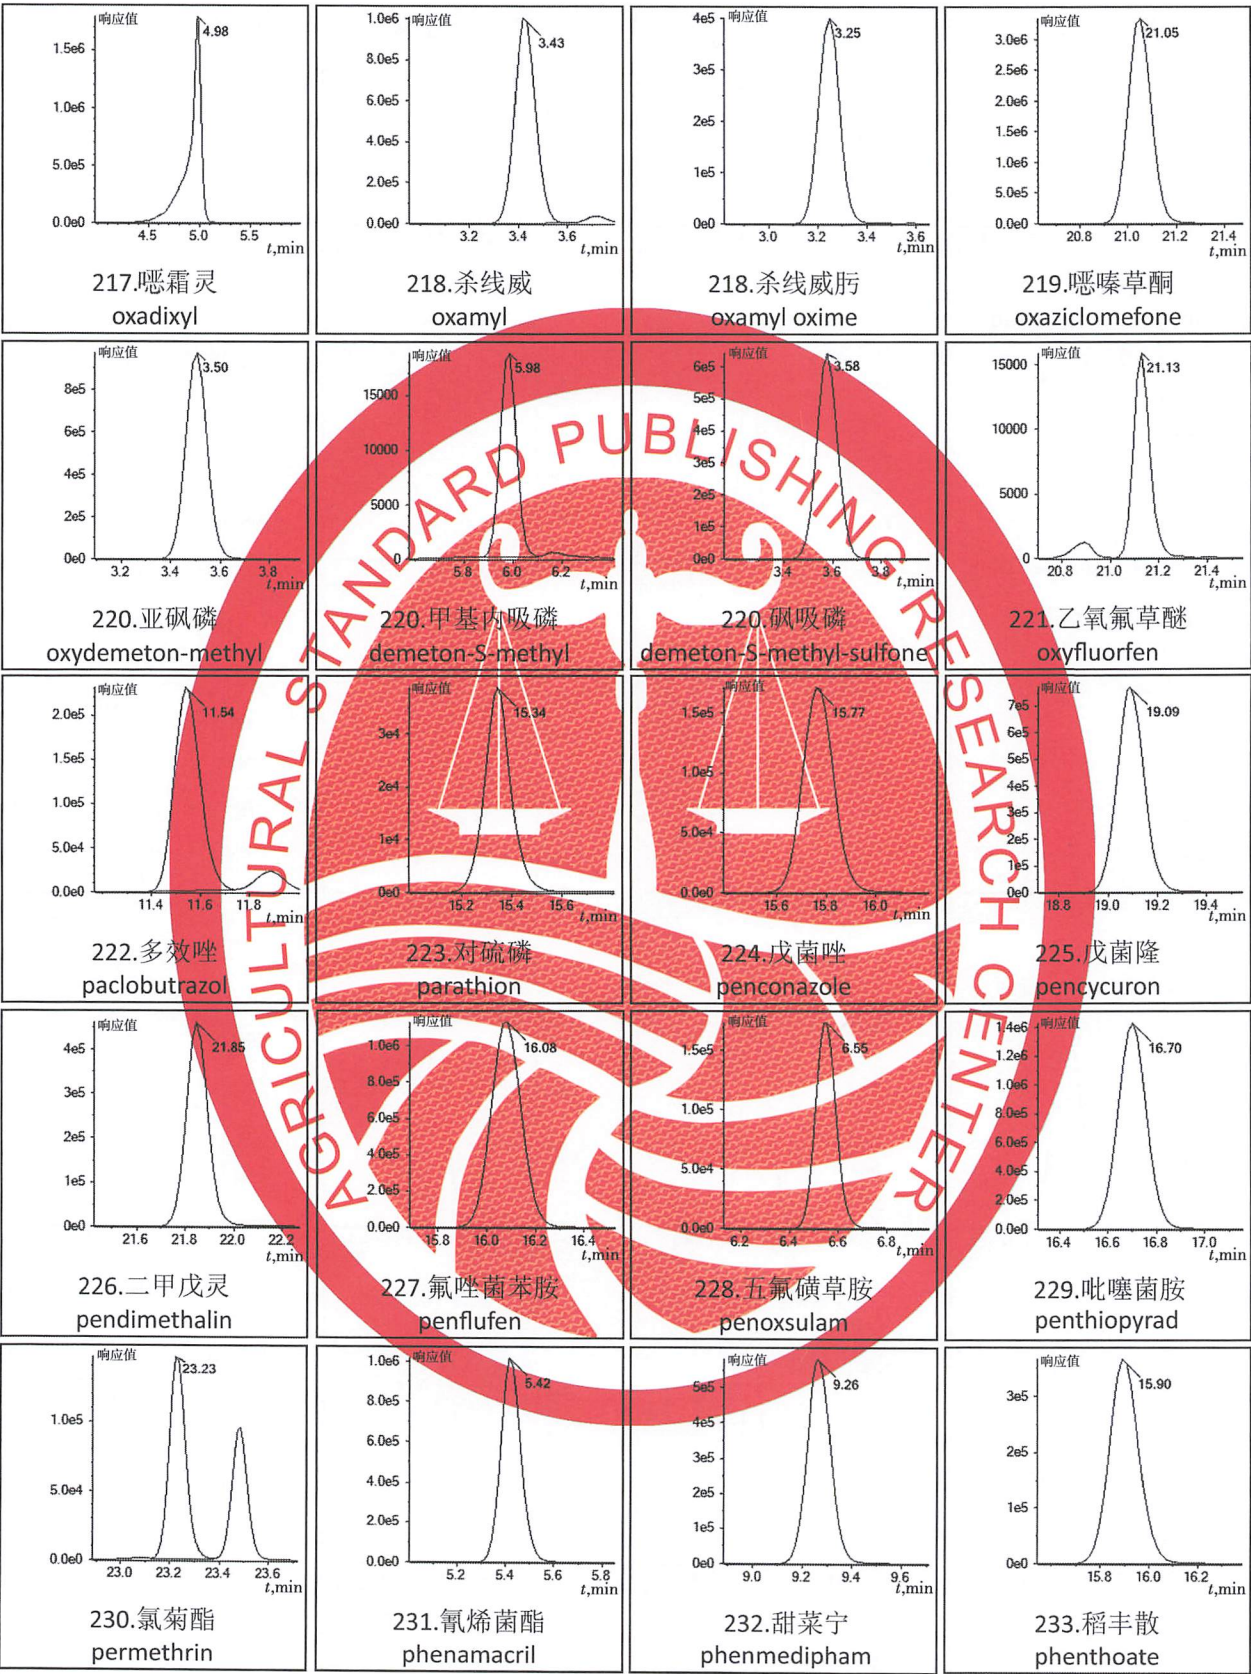 响应值
4.98
1.5e6
1.0e6
5.0e5
0.0e0
4.5 5.0 5.5
t,min
217.噁霜灵
oxadixyl
响应值
1.0e6
3.43
8.0e5
6.0e5
4.0e5
2.0e5
0.0e0
3.2 3.4 3.6
t,min
218.杀线威
oxamyl
响应值
4e5
3.25
3e5
2e5
1e5
0e0
3.0 3.2 3.4 3.6
t,min
218.杀线威肟
oxamyl oxime
响应值
21.05
3.0e6
2.5e6
2.0e6
1.5e6
1.0e6
5.0e5
0.0e0
20.8 21.0 21.2 21.4
t,min
219.噁嗪草酮
oxaziclomefone
响应值
3.50
8e5
6e5
4e5
2e5
0e0
3.2 3.4 3.6 3.8
t,min
220.亚砜磷
oxydemeton-methyl
响应值
5.98
15000
10000
5000
0
5.8 6.0 6.2
t,min
220.甲基内吸磷
demeton-S-methyl
响应值
3.58
6e5
5e5
4e5
3e5
2e5
1e5
0e0
3.4 3.6 3.8
t,min
220.砜吸磷
demeton-S-methyl-sulfone
响应值
21.13
15000
10000
5000
0
20.8 21.0 21.2 21.4
t,min
221.乙氧氟草醚
oxyfluorfen
响应值
11.54
2.0e5
1.5e5
1.0e5
5.0e4
0.0e0
11.4 11.6 11.8
t,min
222.多效唑
paclobutrazol
响应值
15.34
3e4
2e4
1e4
0e0
15.2 15.4 15.6
t,min
223.对硫磷
parathion
响应值
15.77
1.5e5
1.0e5
5.0e4
0.0e0
15.6 15.8 16.0
t,min
224.戊菌唑
penconazole
响应值
19.09
7e5
6e5
5e5
4e5
3e5
2e5
1e5
0e0
18.8 19.0 19.2 19.4
t,min
225.戊菌隆
pencycuron
响应值
21.85
4e5
3e5
2e5
1e5
0e0
21.6 21.8 22.0 22.2
t,min
226.二甲戊灵
pendimethalin
响应值
16.08
1.0e6
8.0e5
6.0e5
4.0e5
2.0e5
0.0e0
15.8 16.0 16.2 16.4
t,min
227.氟唑菌苯胺
penflufen
响应值
6.55
1.5e5
1.0e5
5.0e4
0.0e0
6.2 6.4 6.6 6.8
t,min
228.五氟磺草胺
penoxsulam
响应值
1.4e6
16.70
1.2e6
1.0e6
8.0e5
6.0e5
4.0e5
2.0e5
0.0e0
16.4 16.6 16.8 17.0
t,min
229.吡噻菌胺
penthiopyrad
响应值
23.23
1.0e5
5.0e4
0.0e0
23.0 23.2 23.4 23.6
t,min
230.氯菊酯
permethrin
响应值
1.0e6
5.42
8.0e5
6.0e5
4.0e5
2.0e5
0.0e0
5.2 5.4 5.6 5.8
t,min
231.氰烯菌酯
phenamacril
响应值
9.26
5e5
4e5
3e5
2e5
1e5
0e0
9.0 9.2 9.4 9.6
t,min
232.甜菜宁
phenmedipham
响应值
15.90
3e5
2e5
1e5
0e0
15.8 16.0 16.2
t,min
233.稻丰散
phenthoate
AGRICULTURAL STANDARD PUBLISHING RESEARCH CENTER